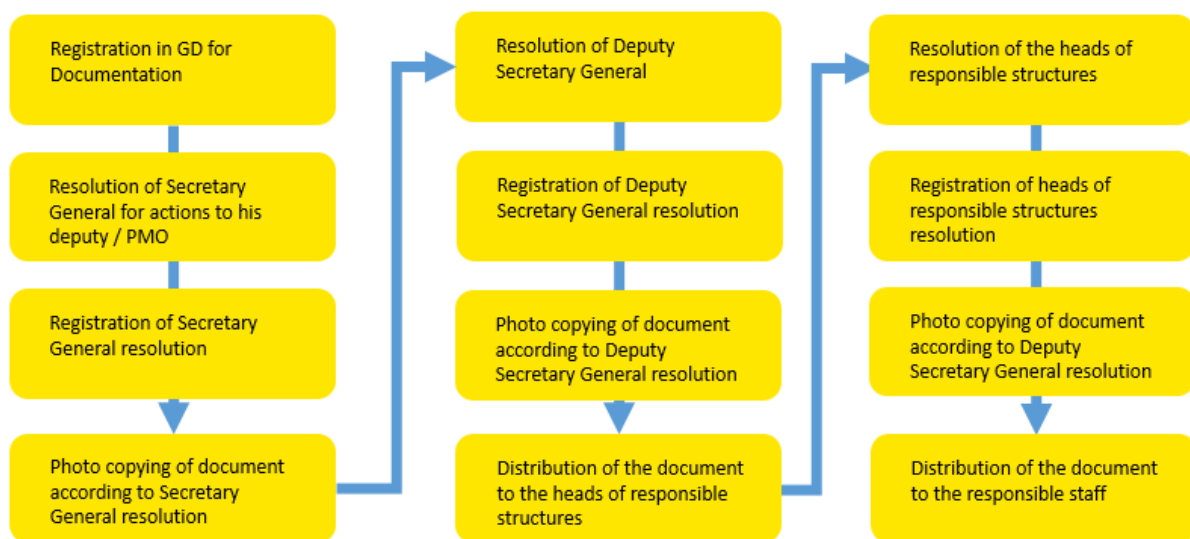 Registration in GD for
Documentation
Resolution of Secretary
General for actions to his
deputy / PMO
Registration of Secretary
General resolution
Photo copying of document
according to Secretary
General resolution
Resolution of Deputy
Secretary General
Registration of Deputy
Secretary General resolution
Photo copying of document
according to Deputy
Secretary General resolution
Distribution of the document
to the heads of responsible
structures
Resolution of the heads of
responsible structures
Registration of heads of
responsible structures
resolution
Photo copying of document
according to Deputy
Secretary General resolution
Distribution of the document
to the responsible staff